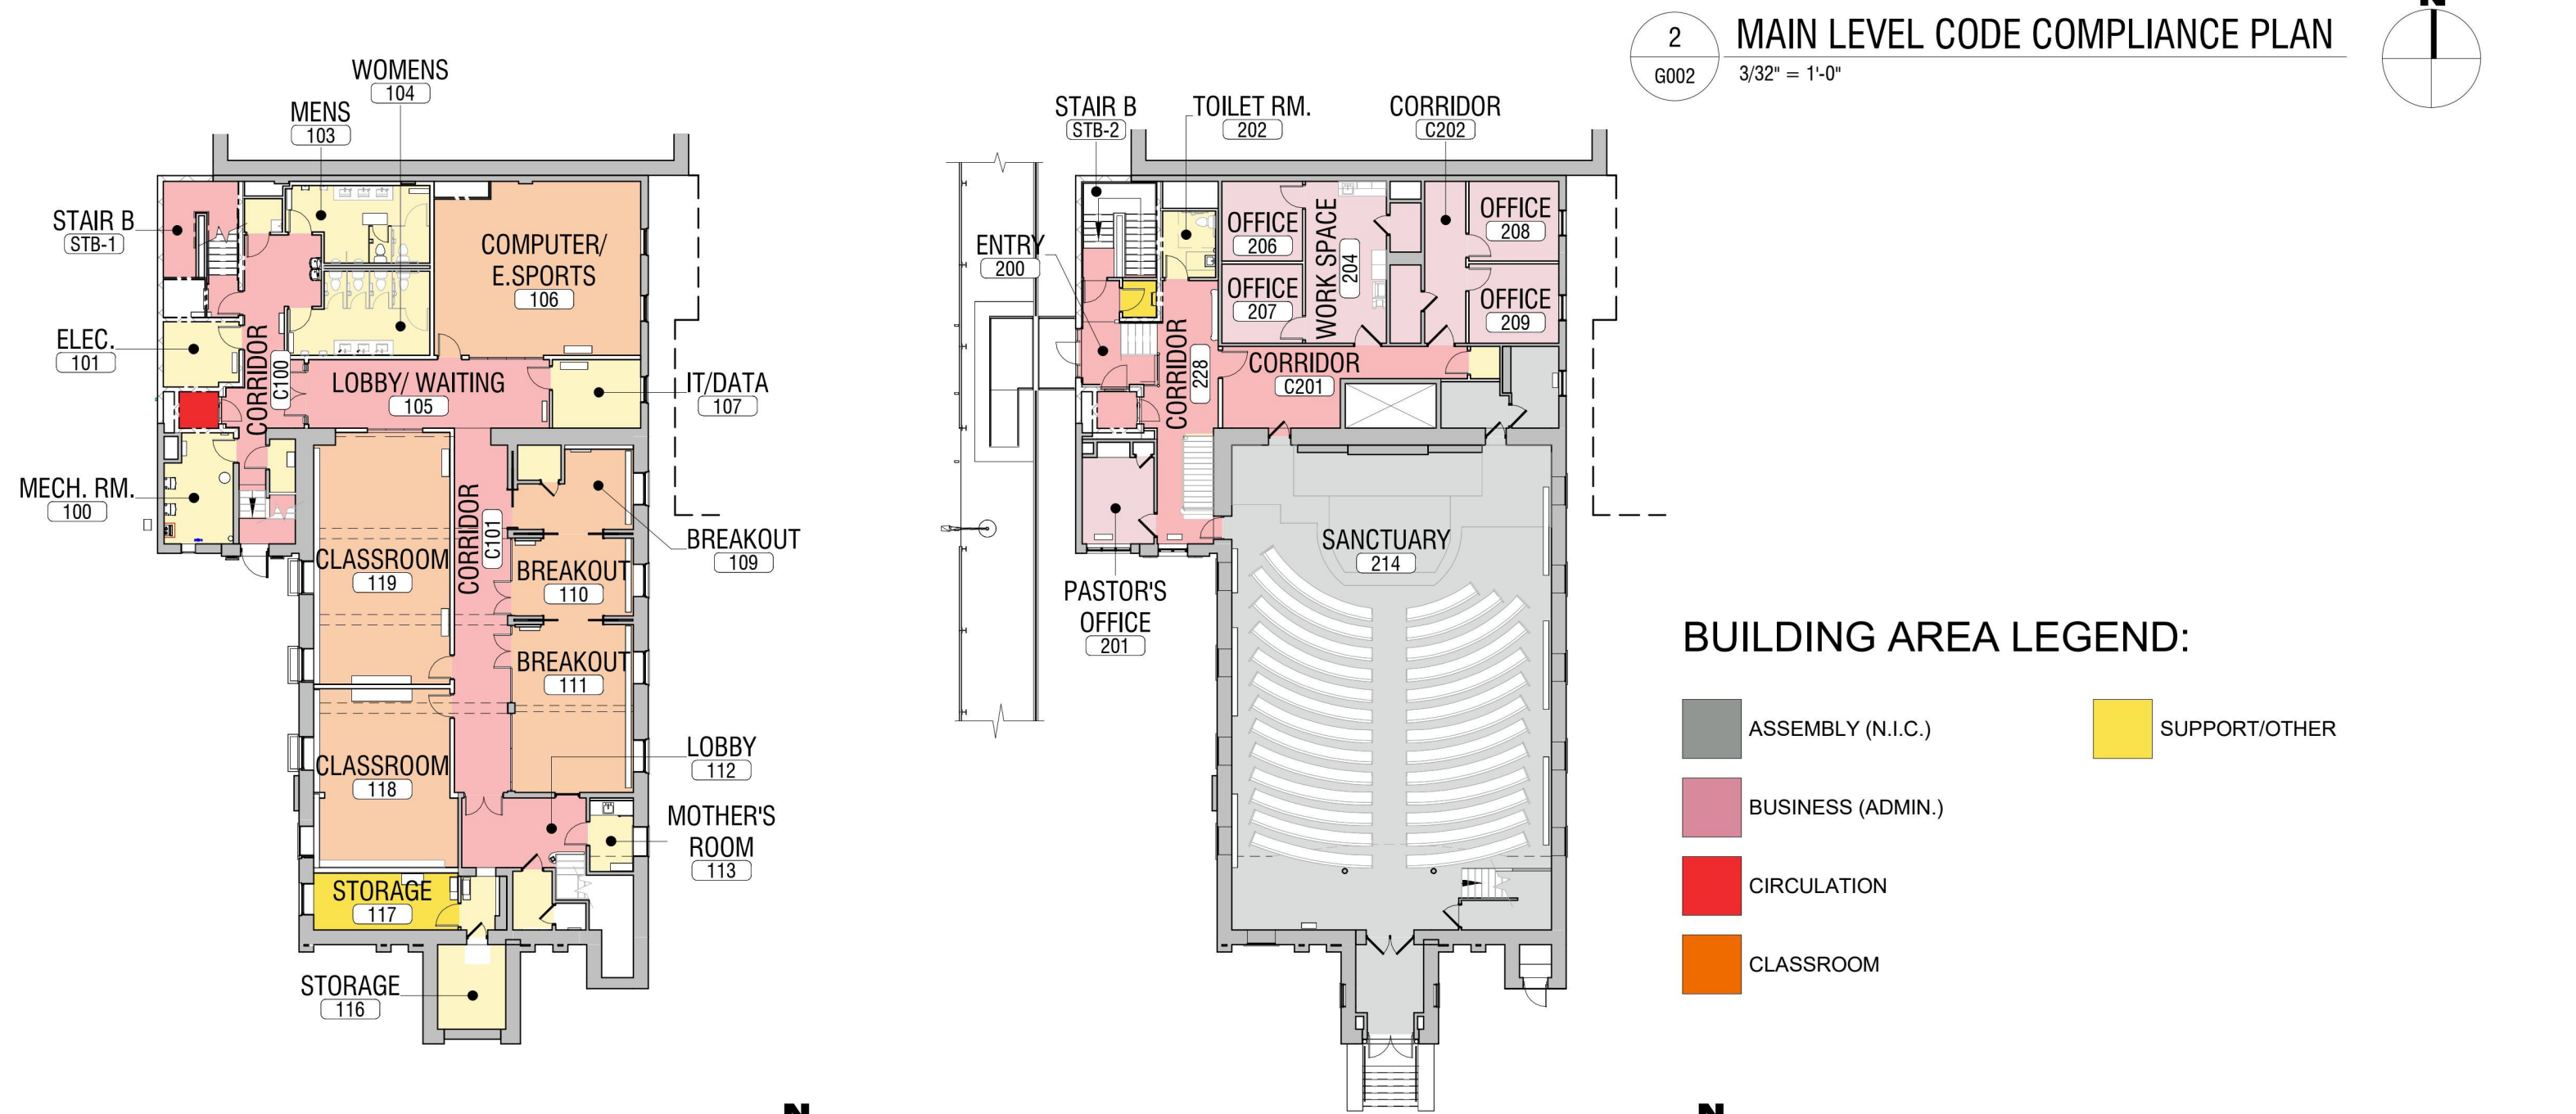 2
G002
MAIN LEVEL CODE COMPLIANCE PLAN
3/32" = 1'-0"
N
WOMENS
104
MENS
103
STAIR B
STB-1
COMPUTER/
E.SPORTS
106
ELEC.
101
CORRIDOR
C100
LOBBY/ WAITING
105
IT/DATA
107
MECH. RM.
100
CLASSROOM
119
CORRIDOR
C101
BREAKOUT
109
BREAKOUT
110
BREAKOUT
111
CLASSROOM
118
LOBBY
112
MOTHER'S
ROOM
113
STORAGE
117
STORAGE
116
N
STAIR B
STB-2
TOILET RM.
202
CORRIDOR
C202
ENTRY
200
OFFICE
206
OFFICE
207
WORK SPACE
204
OFFICE
208
OFFICE
209
CORRIDOR
228
CORRIDOR
C201
PASTOR'S
OFFICE
201
SANCTUARY
214
N
BUILDING AREA LEGEND:
ASSEMBLY (N.I.C.)
SUPPORT/OTHER
BUSINESS (ADMIN.)
CIRCULATION
CLASSROOM